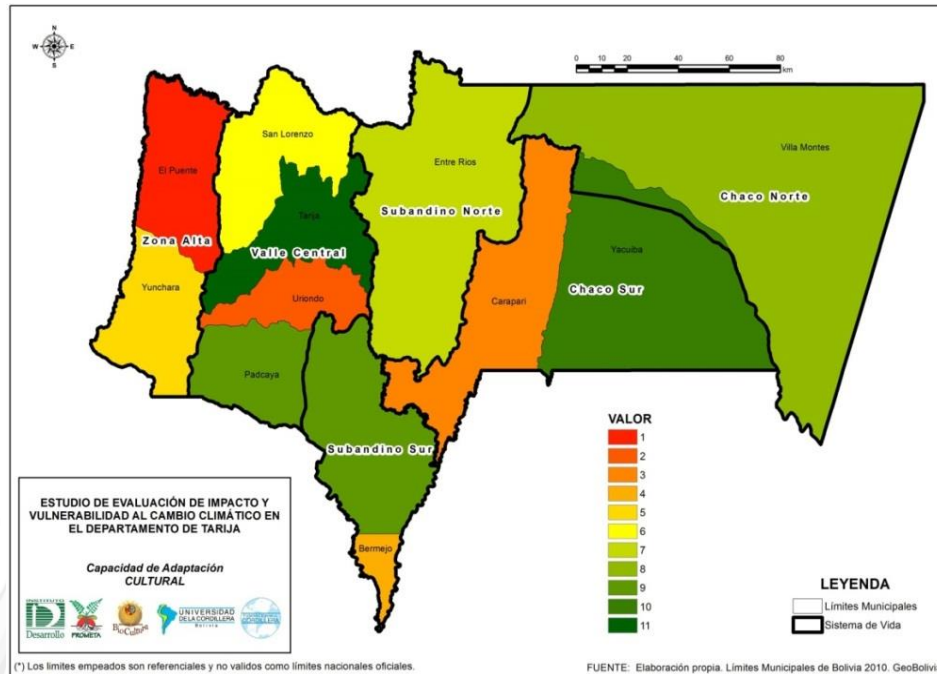 N
W E
S
0 20 40 60 80
km
San Lorenzo
Entre Rios
Villa Montes
El Puente
Chaco Norte
Subandino Norte
Tarija
Zona Alta
Valle Central
Yacuiba
Yunchara
Uriondo
Carapari
Chaco Sur
Padcaya
Subandino Sur
Bermejo
VALOR
1
2
3
4
5
6
7
8
9
10
11
ESTUDIO DE EVALUACIÓN DE IMPACTO Y
VULNERABILIDAD AL CAMBIO CLIMÁTICO EN
EL DEPARTAMENTO DE TARIJA
Capacidad de Adaptación
CULTURAL
INSTITUTO
Desarrollo
PROMETA
BioCultura
UNIVERSIDAD
DE LA CORDILLERA
Bolivia
LEYENDA
Límites Municipales
Sistema de Vida
(*) Los limites empeados son referenciales y no validos como límites nacionales oficiales.
FUENTE: Elaboración propia. Límites Municipales de Bolivia 2010. GeoBolivi